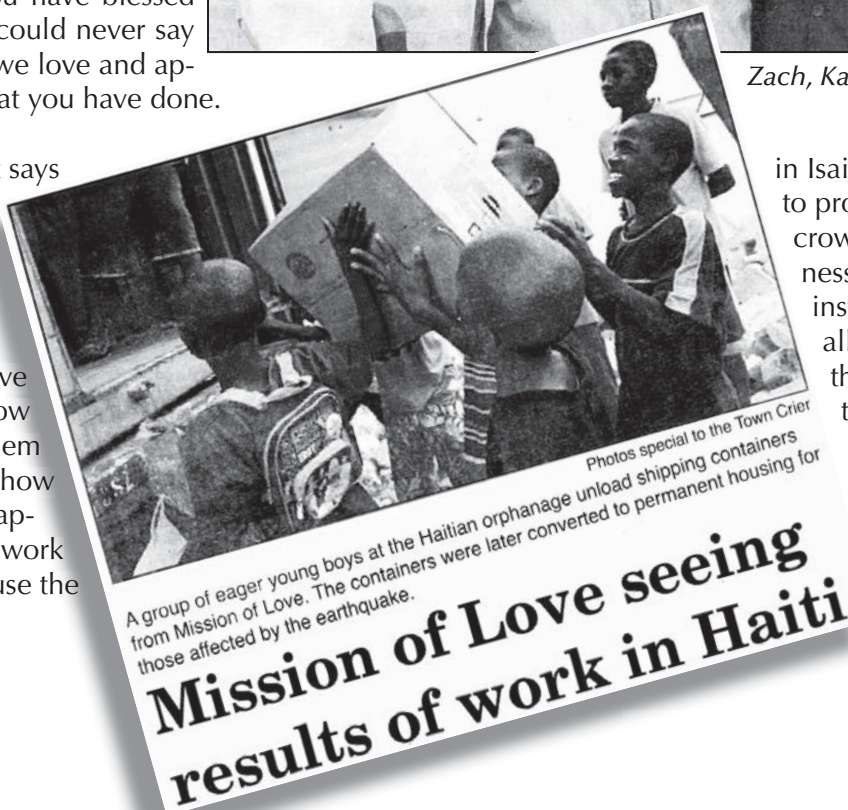 ou have blessed
could never say
we love and ap-
at you have done.
says
ve
ow
em
how
ap-
work
use the
Zach, Ka
in Isai
to pro
crow
ness
ins
all
th
t
Photos special to the Town Crier
A group of eager young boys at the Haitian orphanage unload shipping containers
from Mission of Love. The containers were later converted to permanent housing for
those affected by the earthquake.
Mission of Love seeing
results of work in Haiti